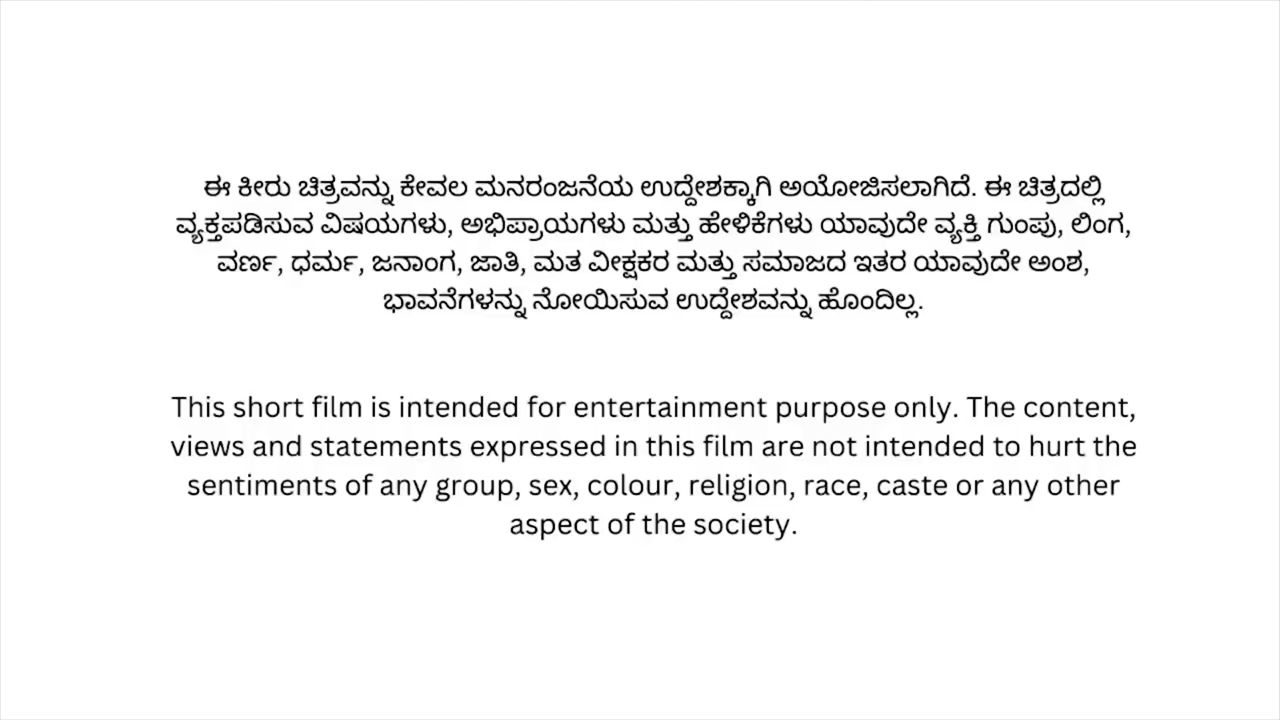 ಈ ಕೀರು ಚಿತ್ರವನ್ನು ಕೇವಲ ಮನರಂಜನೆಯ ಉದ್ದೇಶಕ್ಕಾಗಿ ಅಯೋಜಿಸಲಾಗಿದೆ. ಈ ಚಿತ್ರದಲ್ಲಿ
ವ್ಯಕ್ತಪಡಿಸುವ ವಿಷಯಗಳು, ಅಭಿಪ್ರಾಯಗಳು ಮತ್ತು ಹೇಳಿಕೆಗಳು ಯಾವುದೇ ವ್ಯಕ್ತಿ ಗುಂಪು, ಲಿಂಗ,
ವರ್ಣ, ಧರ್ಮ, ಜನಾಂಗ, ಜಾತಿ, ಮತ ವೀಕ್ಷಕರ ಮತ್ತು ಸಮಾಜದ ಇತರ ಯಾವುದೇ ಅಂಶ,
ಭಾವನೆಗಳನ್ನು ನೋಯಿಸುವ ಉದ್ದೇಶವನ್ನು ಹೊಂದಿಲ್ಲ.
This short film is intended for entertainment purpose only. The content,
views and statements expressed in this film are not intended to hurt the
sentiments of any group, sex, colour, religion, race, caste or any other
aspect of the society.